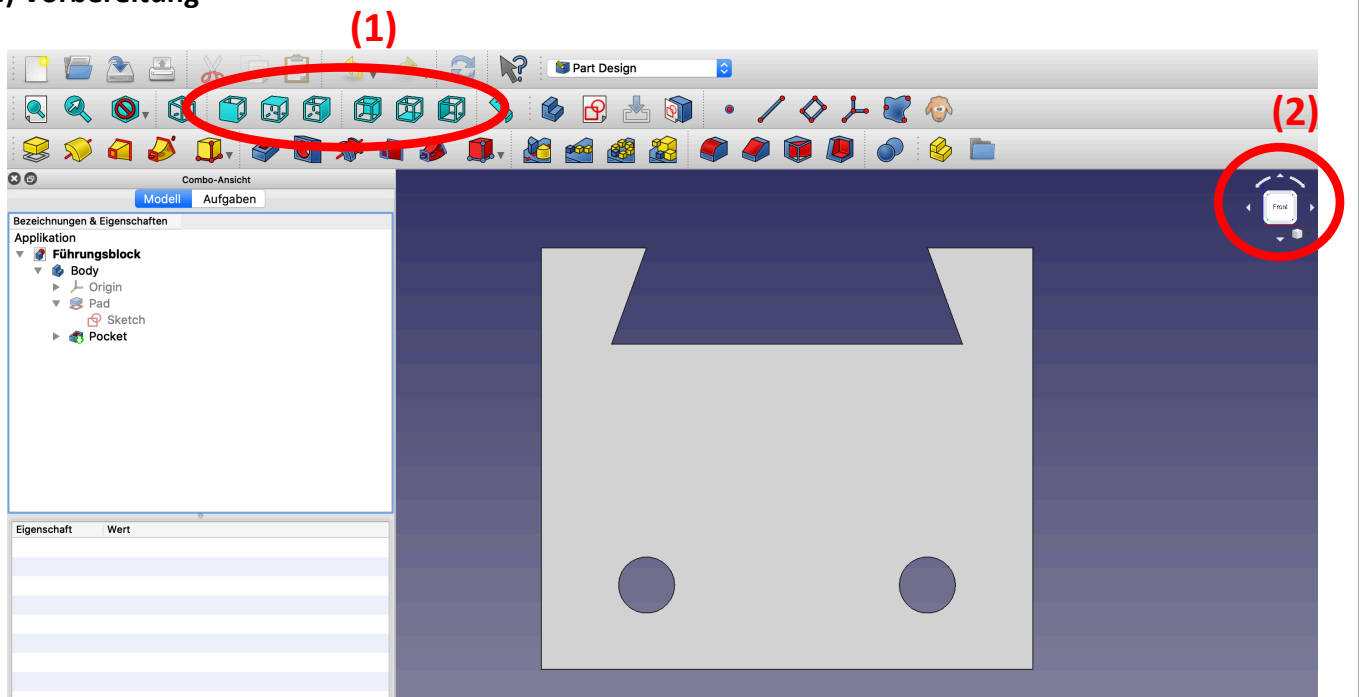 Vorbereitung
(1)
Part Design
(2)
Combo-Ansicht
Modell Aufgaben
Bezeichnungen & Eigenschaften
Applikation
Führungsblock
Body
Origin
Pad
Sketch
Pocket
Front
Eigenschaft Wert